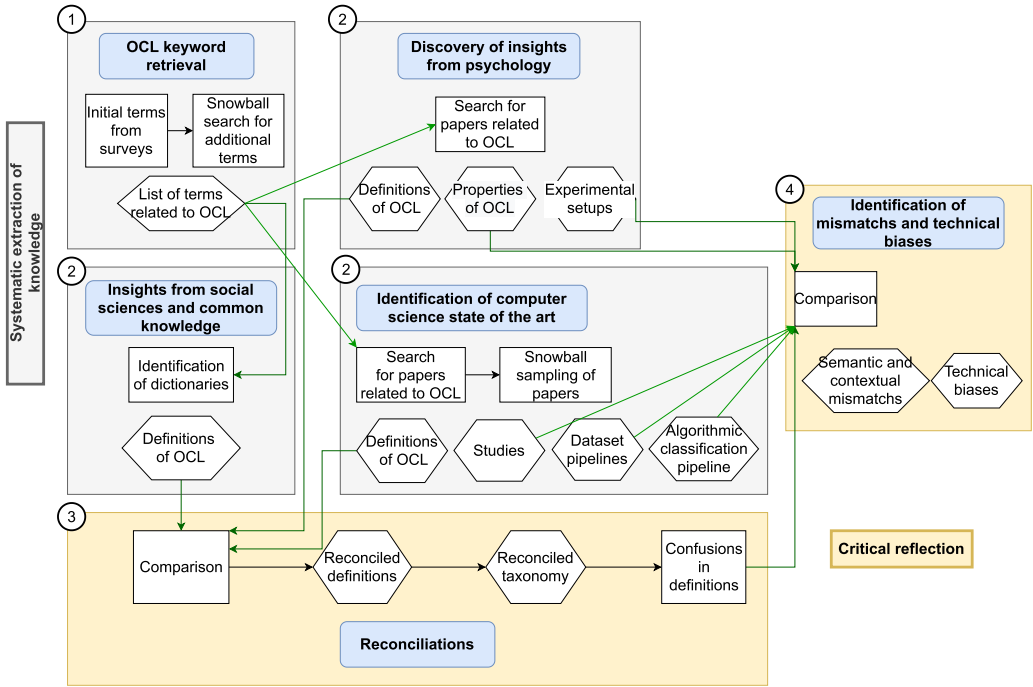 1
OCL keyword
retrieval
Initial terms
from
surveys
Snowball
search for
additional
terms
List of terms
related to OCL
2
Discovery of insights
from psychology
Search for
papers related
to OCL
Definitions
of OCL
Properties
of OCL
Experimental
setups
Systematic extraction of
knowledge
2
Insights from social
sciences and common
knowledge
Identification
of dictionaries
Definitions
of OCL
2
Identification of computer
science state of the art
Search
for papers
related to OCL
Snowball
sampling of
papers
Definitions
of OCL
Studies
Dataset
pipelines
Algorithmic
classification
pipeline
4
Identification of
mismatchs and technical
biases
Comparison
Semantic and
contextual
mismatchs
Technical
biases
3
Comparison
Reconciled
definitions
Reconciled
taxonomy
Confusions
in
definitions
Reconciliations
Critical reflection